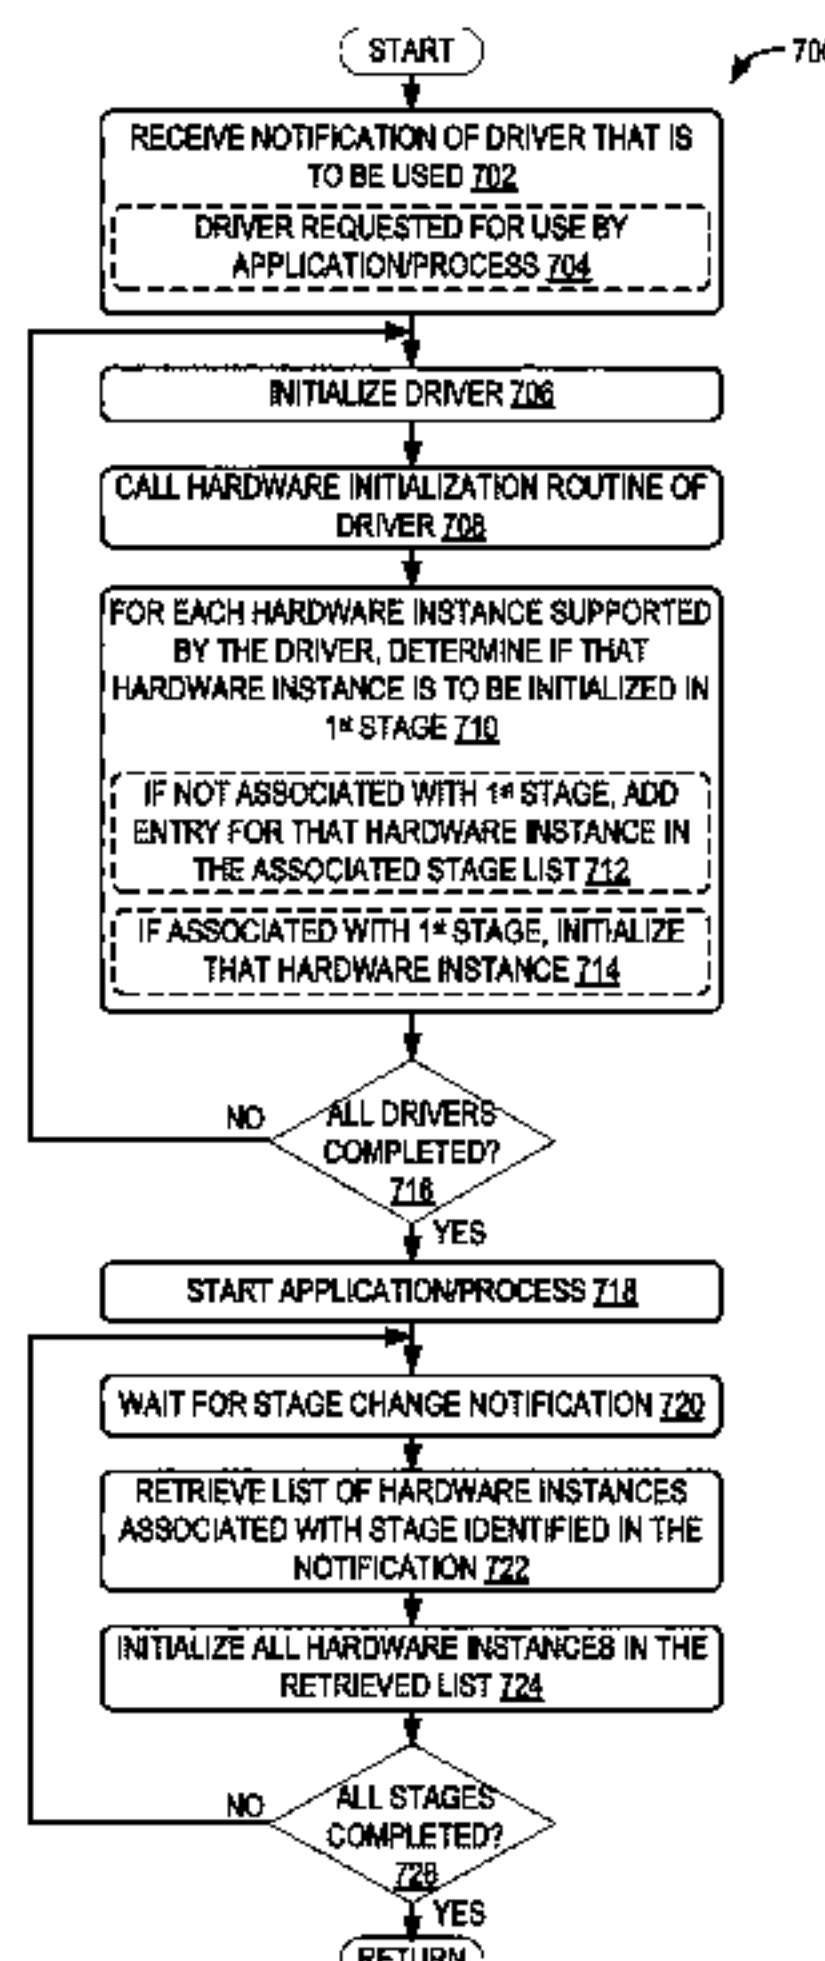 START
700
RECEIVE NOTIFICATION OF DRIVER THAT IS
TO BE USED 702
DRIVER REQUESTED FOR USE BY
APPLICATION/PROCESS 704
INITIALIZE DRIVER 706
CALL HARDWARE INITIALIZATION ROUTINE OF
DRIVER 708
FOR EACH HARDWARE INSTANCE SUPPORTED
BY THE DRIVER, DETERMINE IF THAT
HARDWARE INSTANCE IS TO BE INITIALIZED IN
1st STAGE 710
IF NOT ASSOCIATED WITH 1st STAGE, ADD
ENTRY FOR THAT HARDWARE INSTANCE IN
THE ASSOCIATED STAGE LIST 712
IF ASSOCIATED WITH 1st STAGE, INITIALIZE
THAT HARDWARE INSTANCE 714
NO
ALL DRIVERS
COMPLETED?
716
YES
START APPLICATION/PROCESS 718
WAIT FOR STAGE CHANGE NOTIFICATION 720
RETRIEVE LIST OF HARDWARE INSTANCES
ASSOCIATED WITH STAGE IDENTIFIED IN THE
NOTIFICATION 722
INITIALIZE ALL HARDWARE INSTANCES IN THE
RETRIEVED LIST 724
NO
ALL STAGES
COMPLETED?
726
YES
RETURN